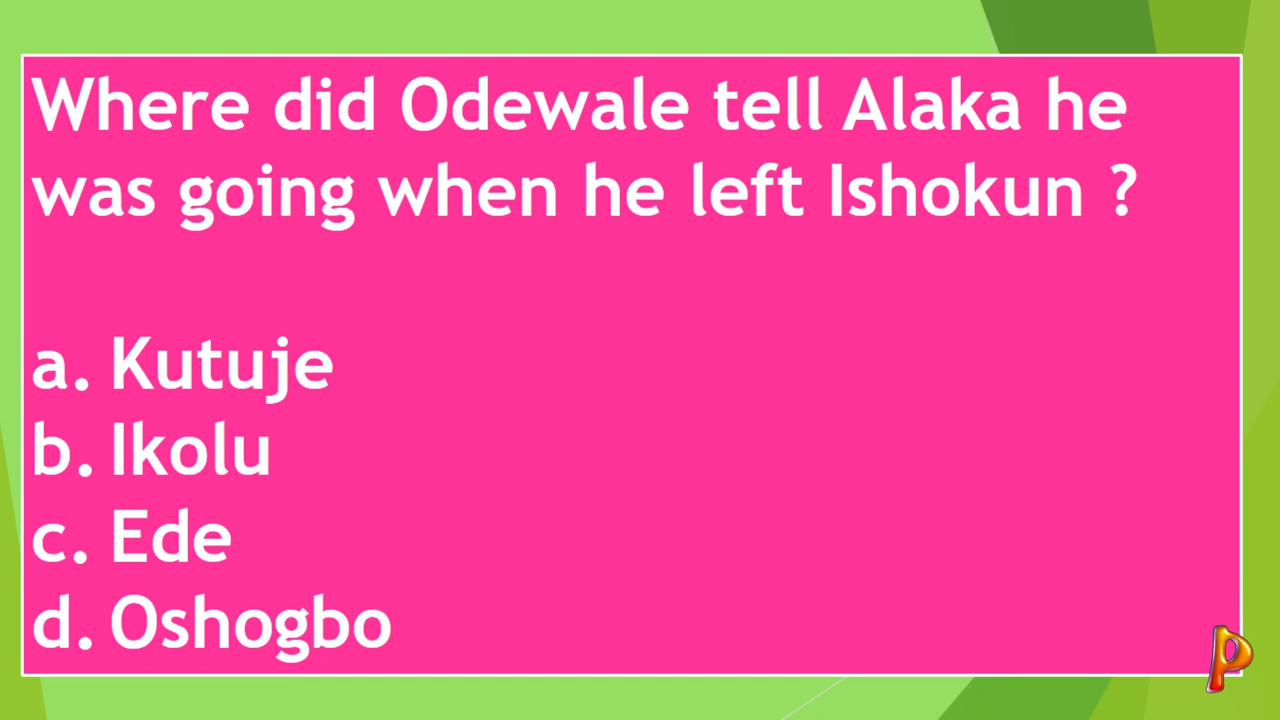 Where did Odewale tell Alaka he
was going when he left Ishokun ?
a. Kutuje
b. Ikolu
c. Ede
d. Oshogbo
P